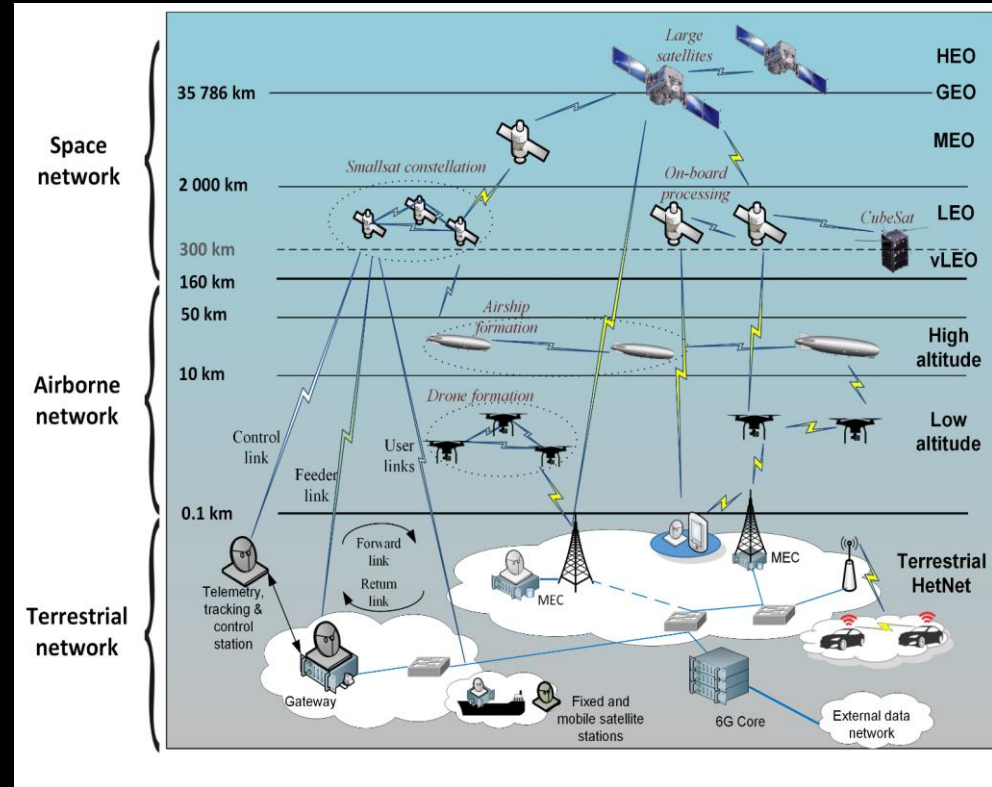 Space
network
Airborne
network
Terrestrial
network
35 786 km
2 000 km
300 km
160 km
50 km
10 km
0.1 km
HEO
GEO
MEO
LEO
vLEO
High
altitude
Low
altitude
Terrestrial
HetNet
Large
satellites
Smallsat constellation
On-board
processing
CubeSat
Airship
formation
Drone formation
Control
link
Feeder
link
User
links
Forward
link
Return
link
Telemetry,
tracking &
control
station
Gateway
MEC
MEC
Fixed and
mobile satellite
stations
6G Core
External data
network